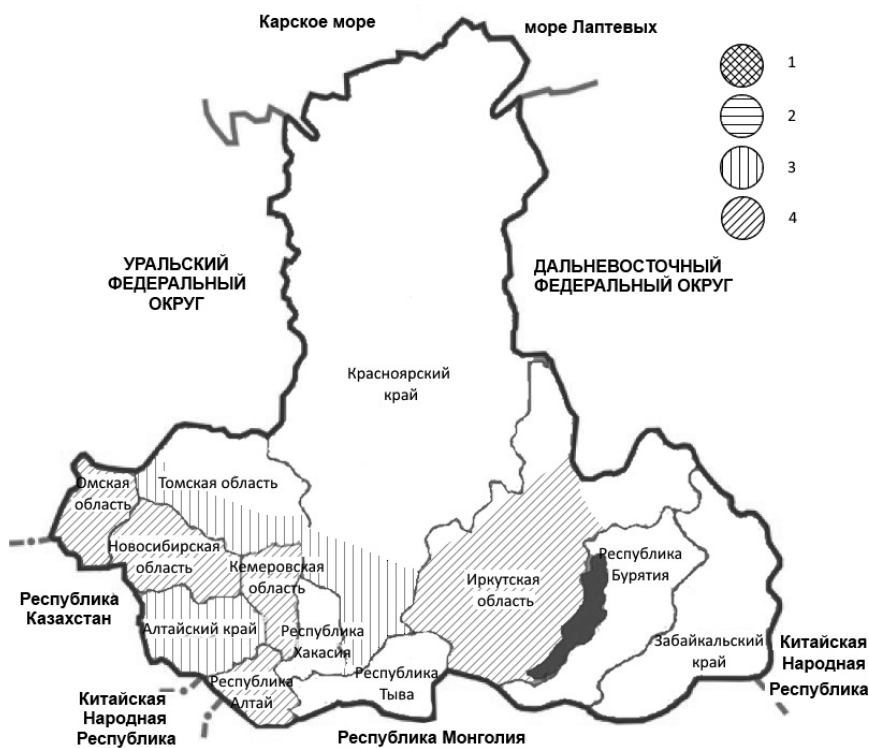 Карское море
море Лаптевых
1
2
3
4
УРАЛЬСКИЙ
ФЕДЕРАЛЬНЫЙ
ОКРУГ
ДАЛЬНЕВОСТОЧНЫЙ
ФЕДЕРАЛЬНЫЙ ОКРУГ
Красноярский
край
Омская
область
Томская область
Новосибирская
область
Кемеровская
область
Иркутская
область
Республика
Бурятия
Республика
Казахстан
Алтайский край
Республика
Хакасия
Забайкальский
край
Китайская
Народная
Республика
Республика
Алтай
Республика
Тыва
Китайская
Народная
Республика
Республика Монголия